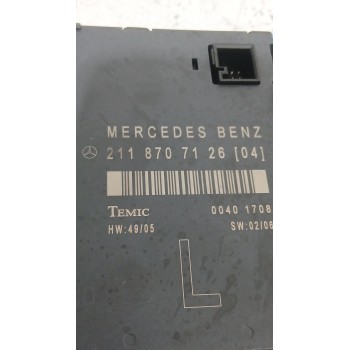 MERCEDES BENZ
211 870 71 26 [04]
TEMIC 0040 1708
HW:49/05 SW:02/06
L